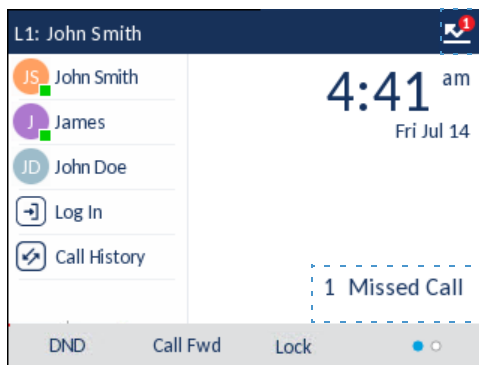 L1: John Smith
1
JS John Smith
J James
JD John Doe
Log In
Call History
4:41 am
Fri Jul 14
1 Missed Call
DND Call Fwd Lock